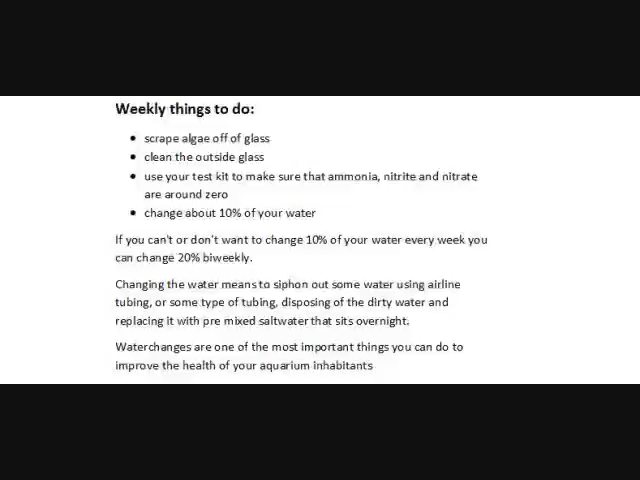 Weekly things to do:
• scrape algae off of glass
• clean the outside glass
• use your test kit to make sure that ammonia, nitrite and nitrate
are around zero
• change about 10% of your water
If you can't or don't want to change 10% of your water every week you
can change 20% biweekly.
Changing the water means to siphon out some water using airline
tubing, or some type of tubing, disposing of the dirty water and
replacing it with pre mixed saltwater that sits overnight.
Waterchanges are one of the most important things you can do to
improve the health of your aquarium inhabitants